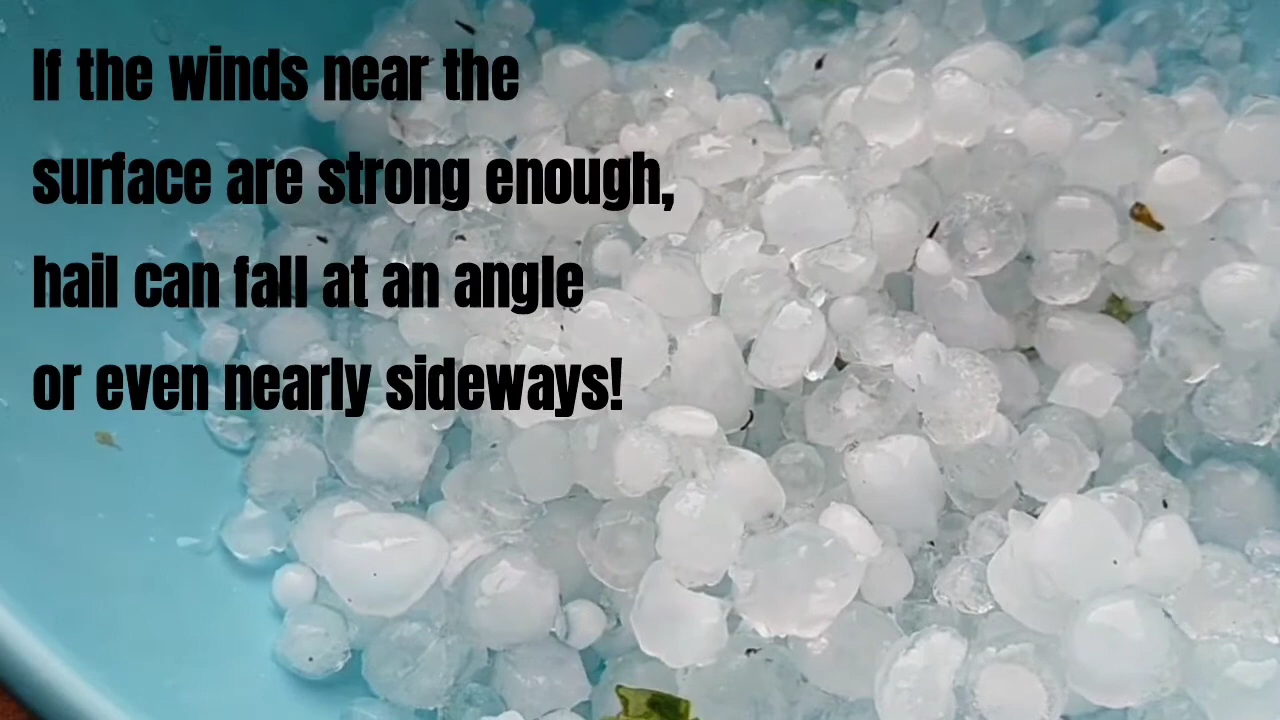 If the winds near the
surface are strong enough,
hail can fall at an angle
or even nearly sideways!